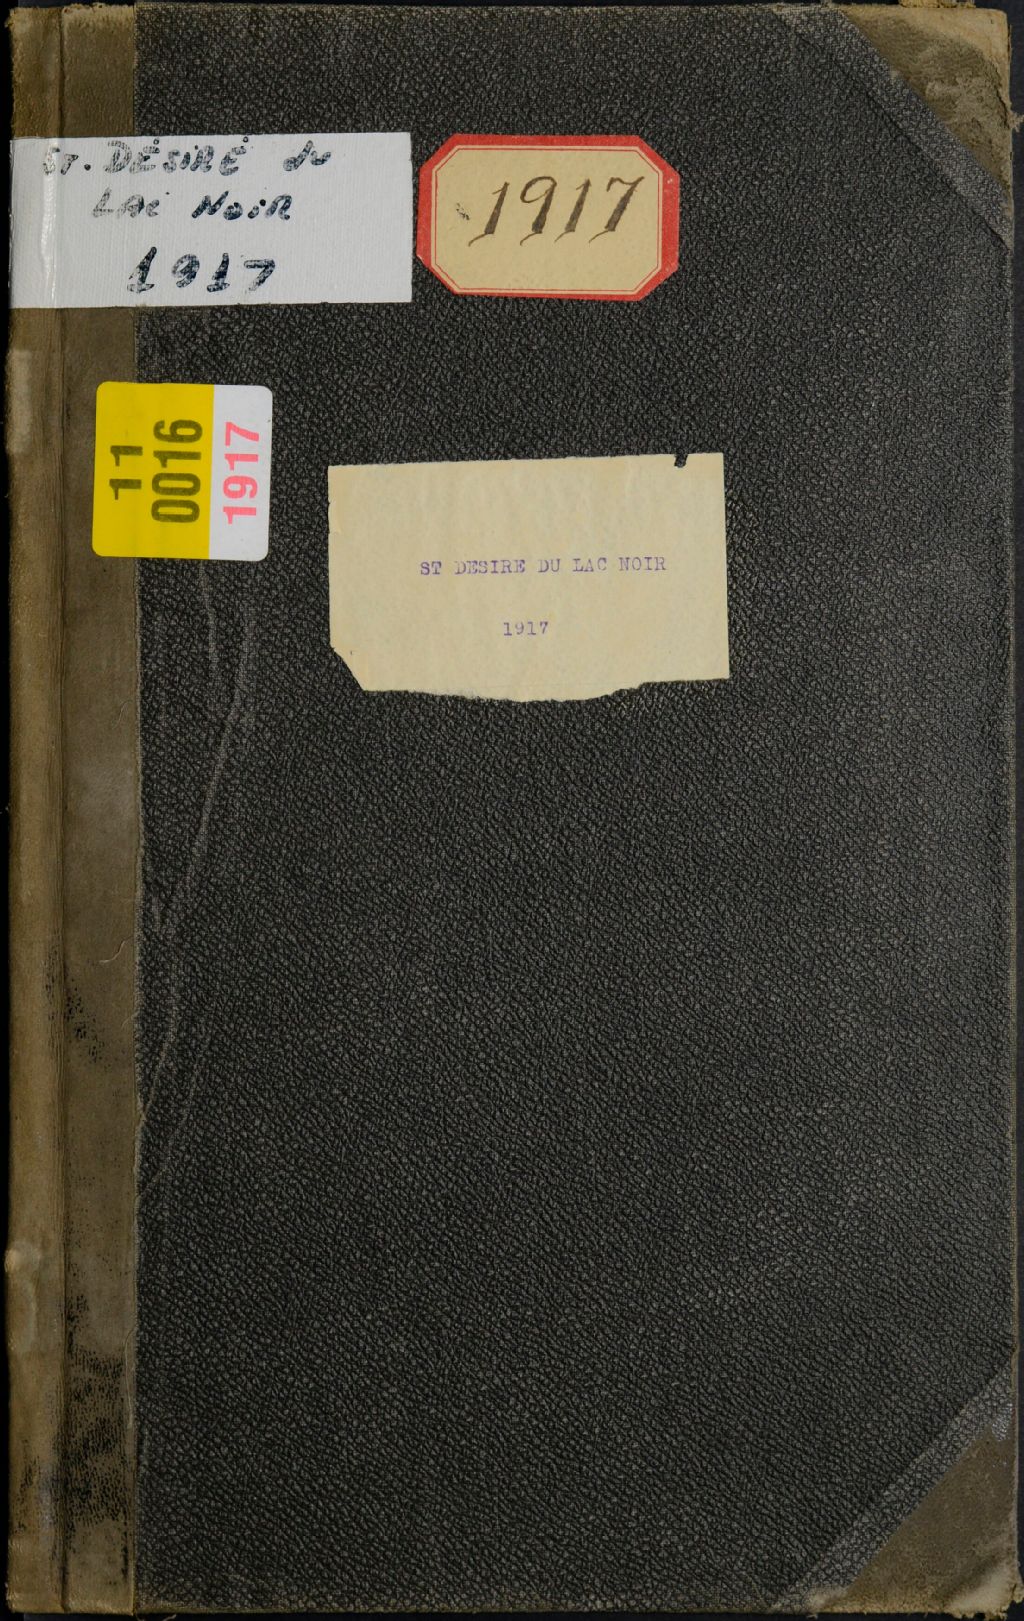 ST. DÉSIRÉ du
LAC NOIR
1917
1917
11
0016
1917
ST DESIRE DU LAC NOIR
1917